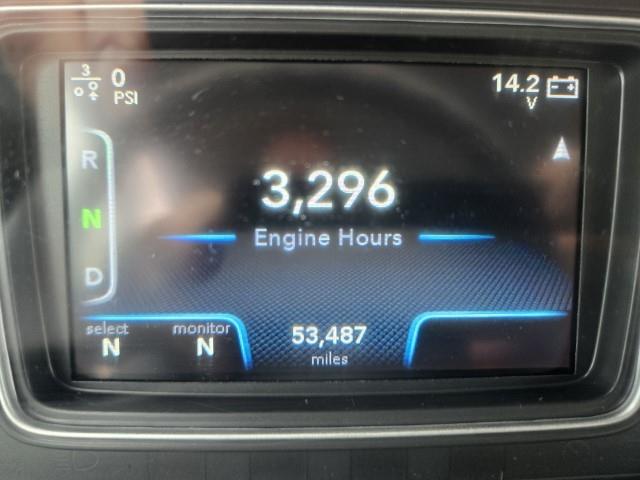 3 0
PSI
14.2
V
R
3,296
N
Engine Hours
D
select monitor
N N
53,487
miles